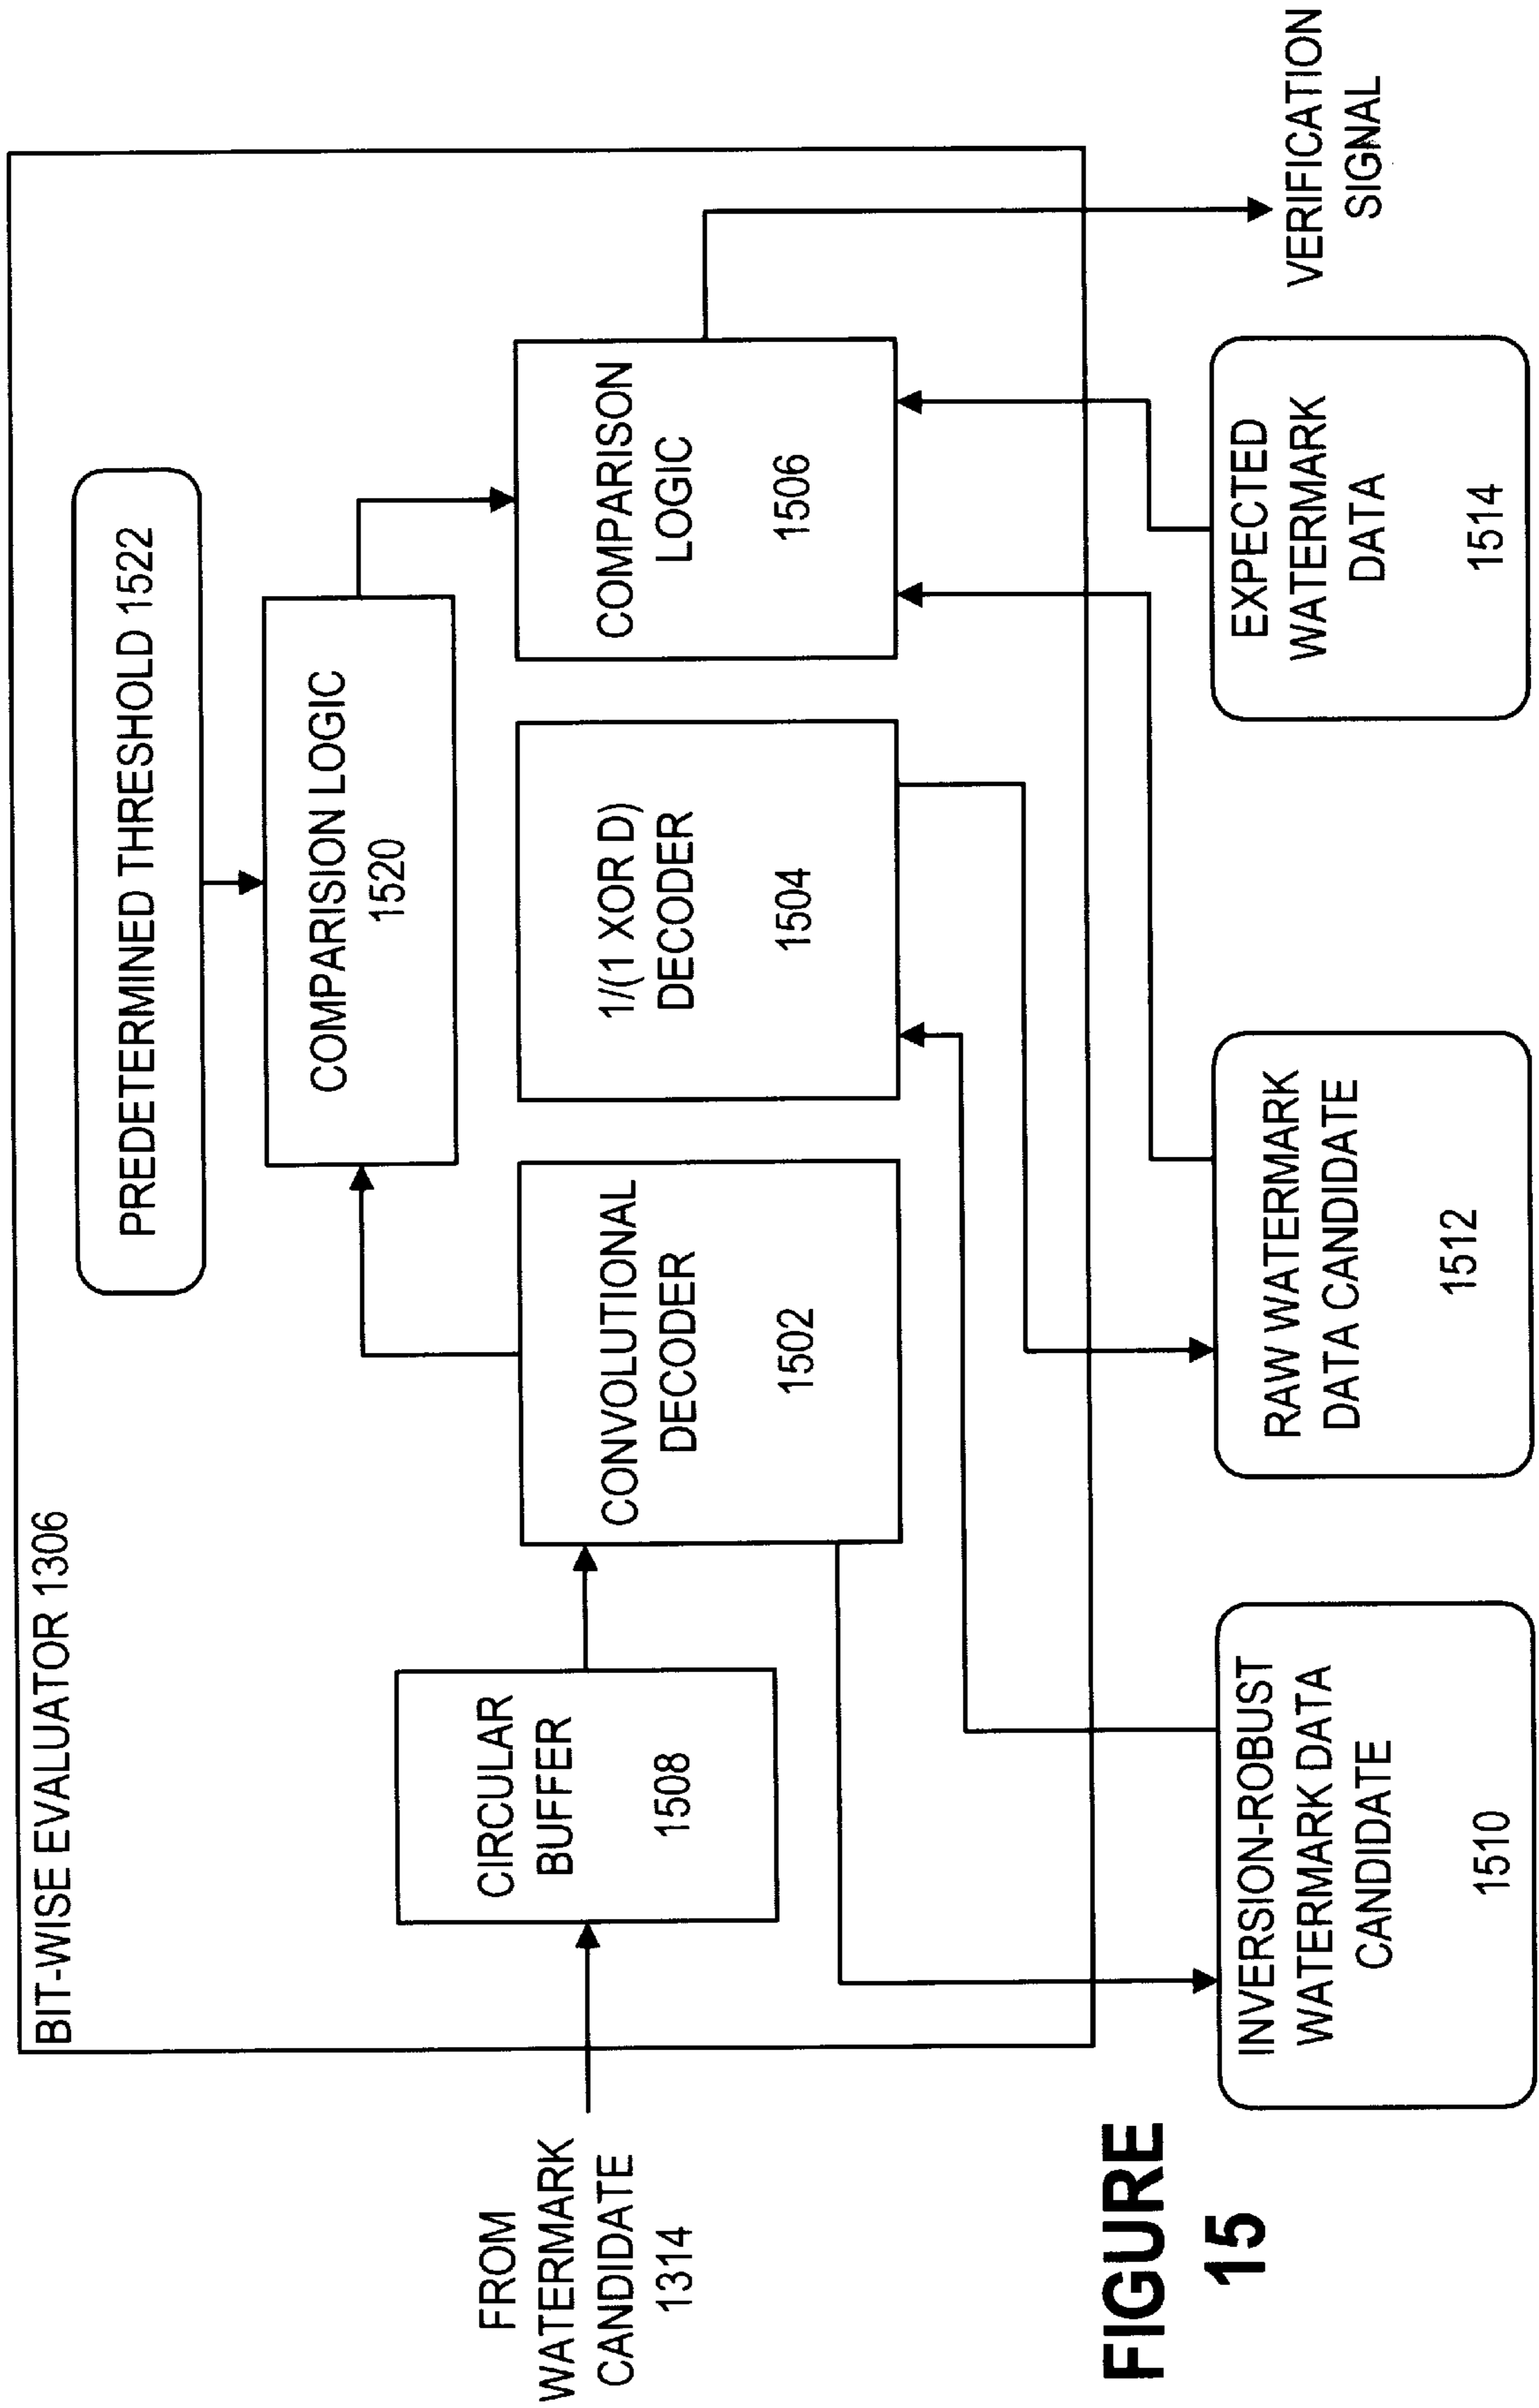 BIT-WISE EVALUATOR 1306
PREDETERMINED THRESHOLD 1522
COMPARISION LOGIC
1520
FROM
WATERMARK
CANDIDATE
1314
CIRCULAR
BUFFER
1508
CONVOLUTIONAL
DECODER
1502
1/(1 XOR D)
DECODER
1504
COMPARISON
LOGIC
1506
INVERSION-ROBUST
WATERMARK DATA
CANDIDATE
1510
RAW WATERMARK
DATA CANDIDATE
1512
EXPECTED
WATERMARK
DATA
1514
VERIFICATION
SIGNAL
FIGURE
15